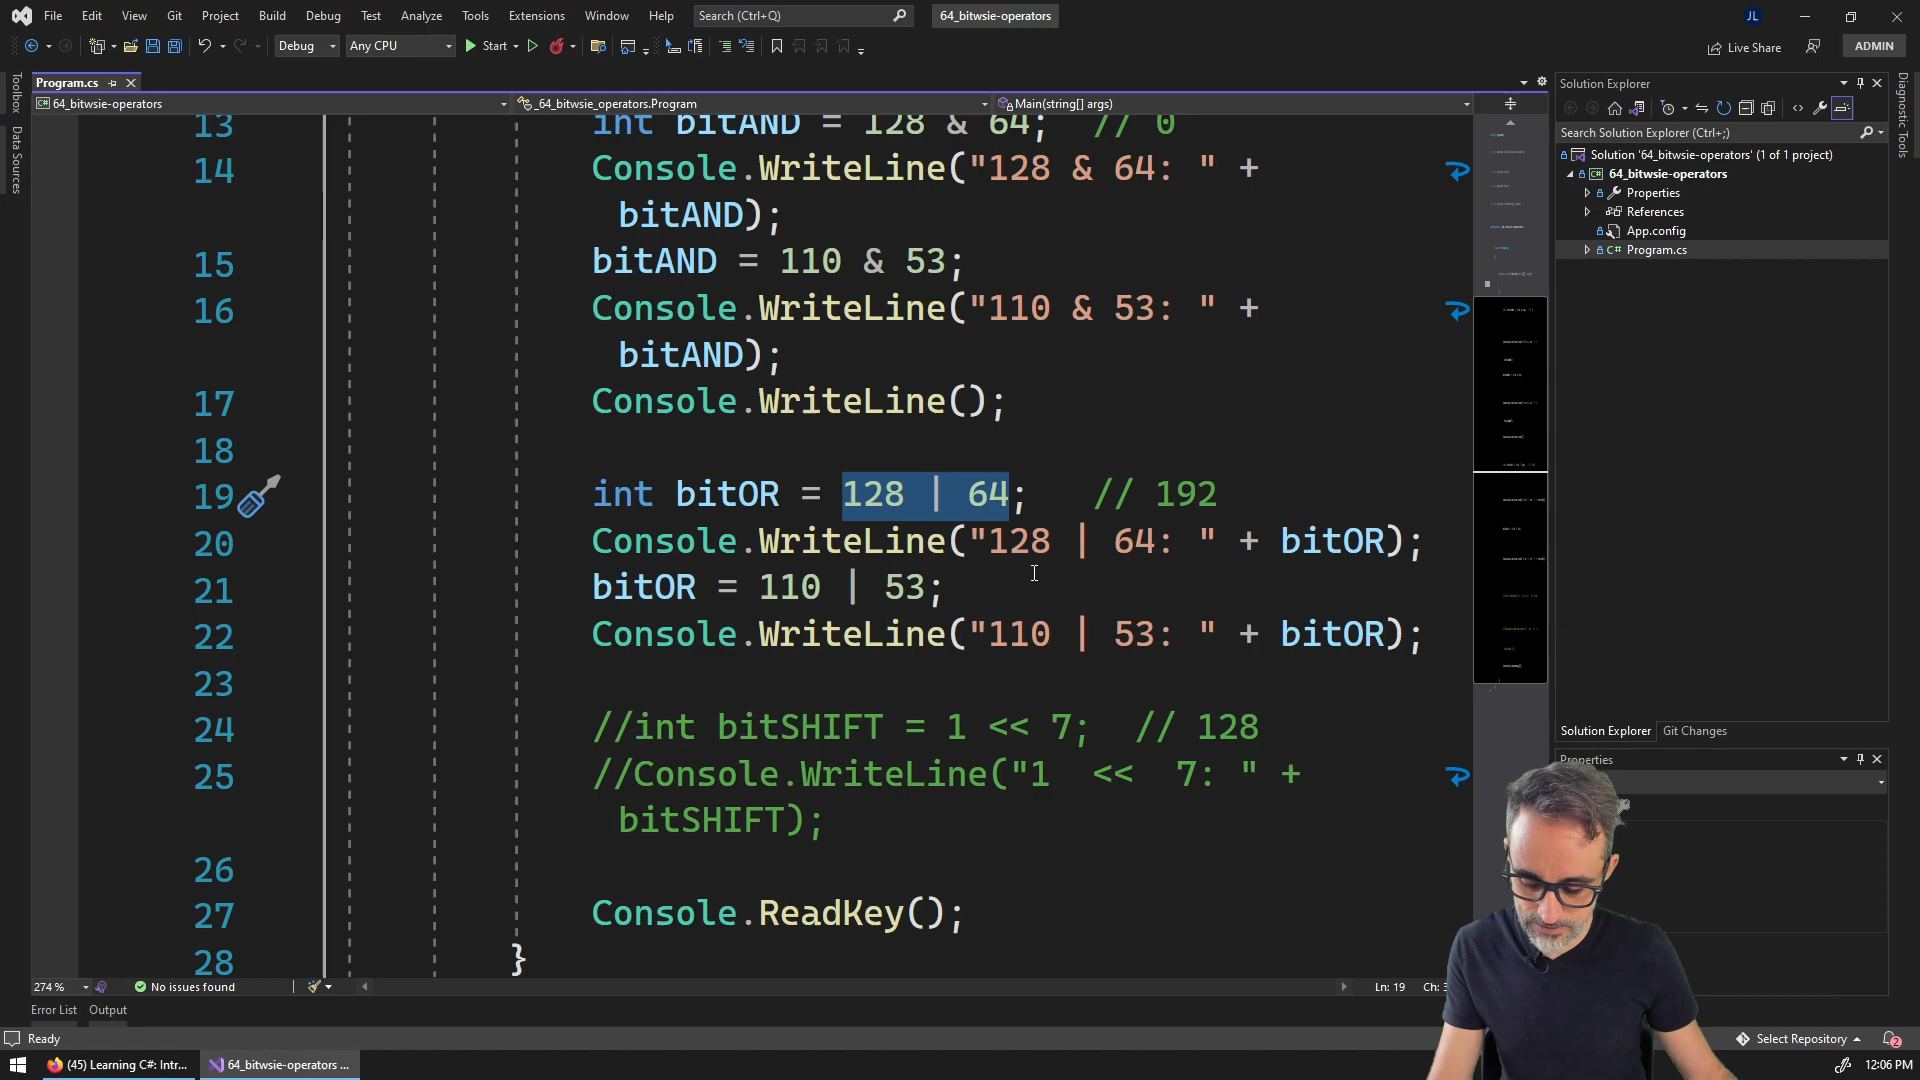 File Edit View Git Project Build Debug Test Analyze Tools Extensions Window Help Search (Ctrl+Q) 64_bitwsie-operators JL
Debug Any CPU Start Live Share ADMIN
Toolbox
Data Sources
Program.cs
64_bitwsie-operators _64_bitwsie_operators.Program Main(string[] args)
13 int bitAND = 128 & 64; // 0
14 Console.WriteLine("128 & 64: " +
bitAND);
15 bitAND = 110 & 53;
16 Console.WriteLine("110 & 53: " +
bitAND);
17 Console.WriteLine();
18
19 int bitOR = 128 | 64; // 192
20 Console.WriteLine("128 | 64: " + bitOR);
21 bitOR = 110 | 53;
22 Console.WriteLine("110 | 53: " + bitOR);
23
24 //int bitSHIFT = 1 << 7; // 128
25 //Console.WriteLine("1 << 7: " +
bitSHIFT);
26
27 Console.ReadKey();
28 }
274 % No issues found Ln: 19 Ch:
Solution Explorer
Search Solution Explorer (Ctrl+;)
Solution '64_bitwsie-operators' (1 of 1 project)
64_bitwsie-operators
Properties
References
App.config
C# Program.cs
Solution Explorer Git Changes
Properties
Diagnostic Tools
Error List Output
Ready Select Repository 2
(45) Learning C#: Intr... 64_bitwsie-operators ... 12:06 PM